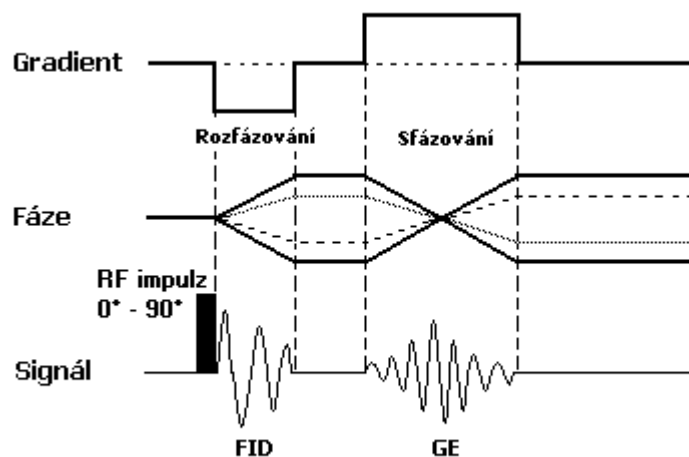 Gradient
Rozfázování
Sfázování
Fáze
RF impulz
0° - 90°
Signál
FID
GE